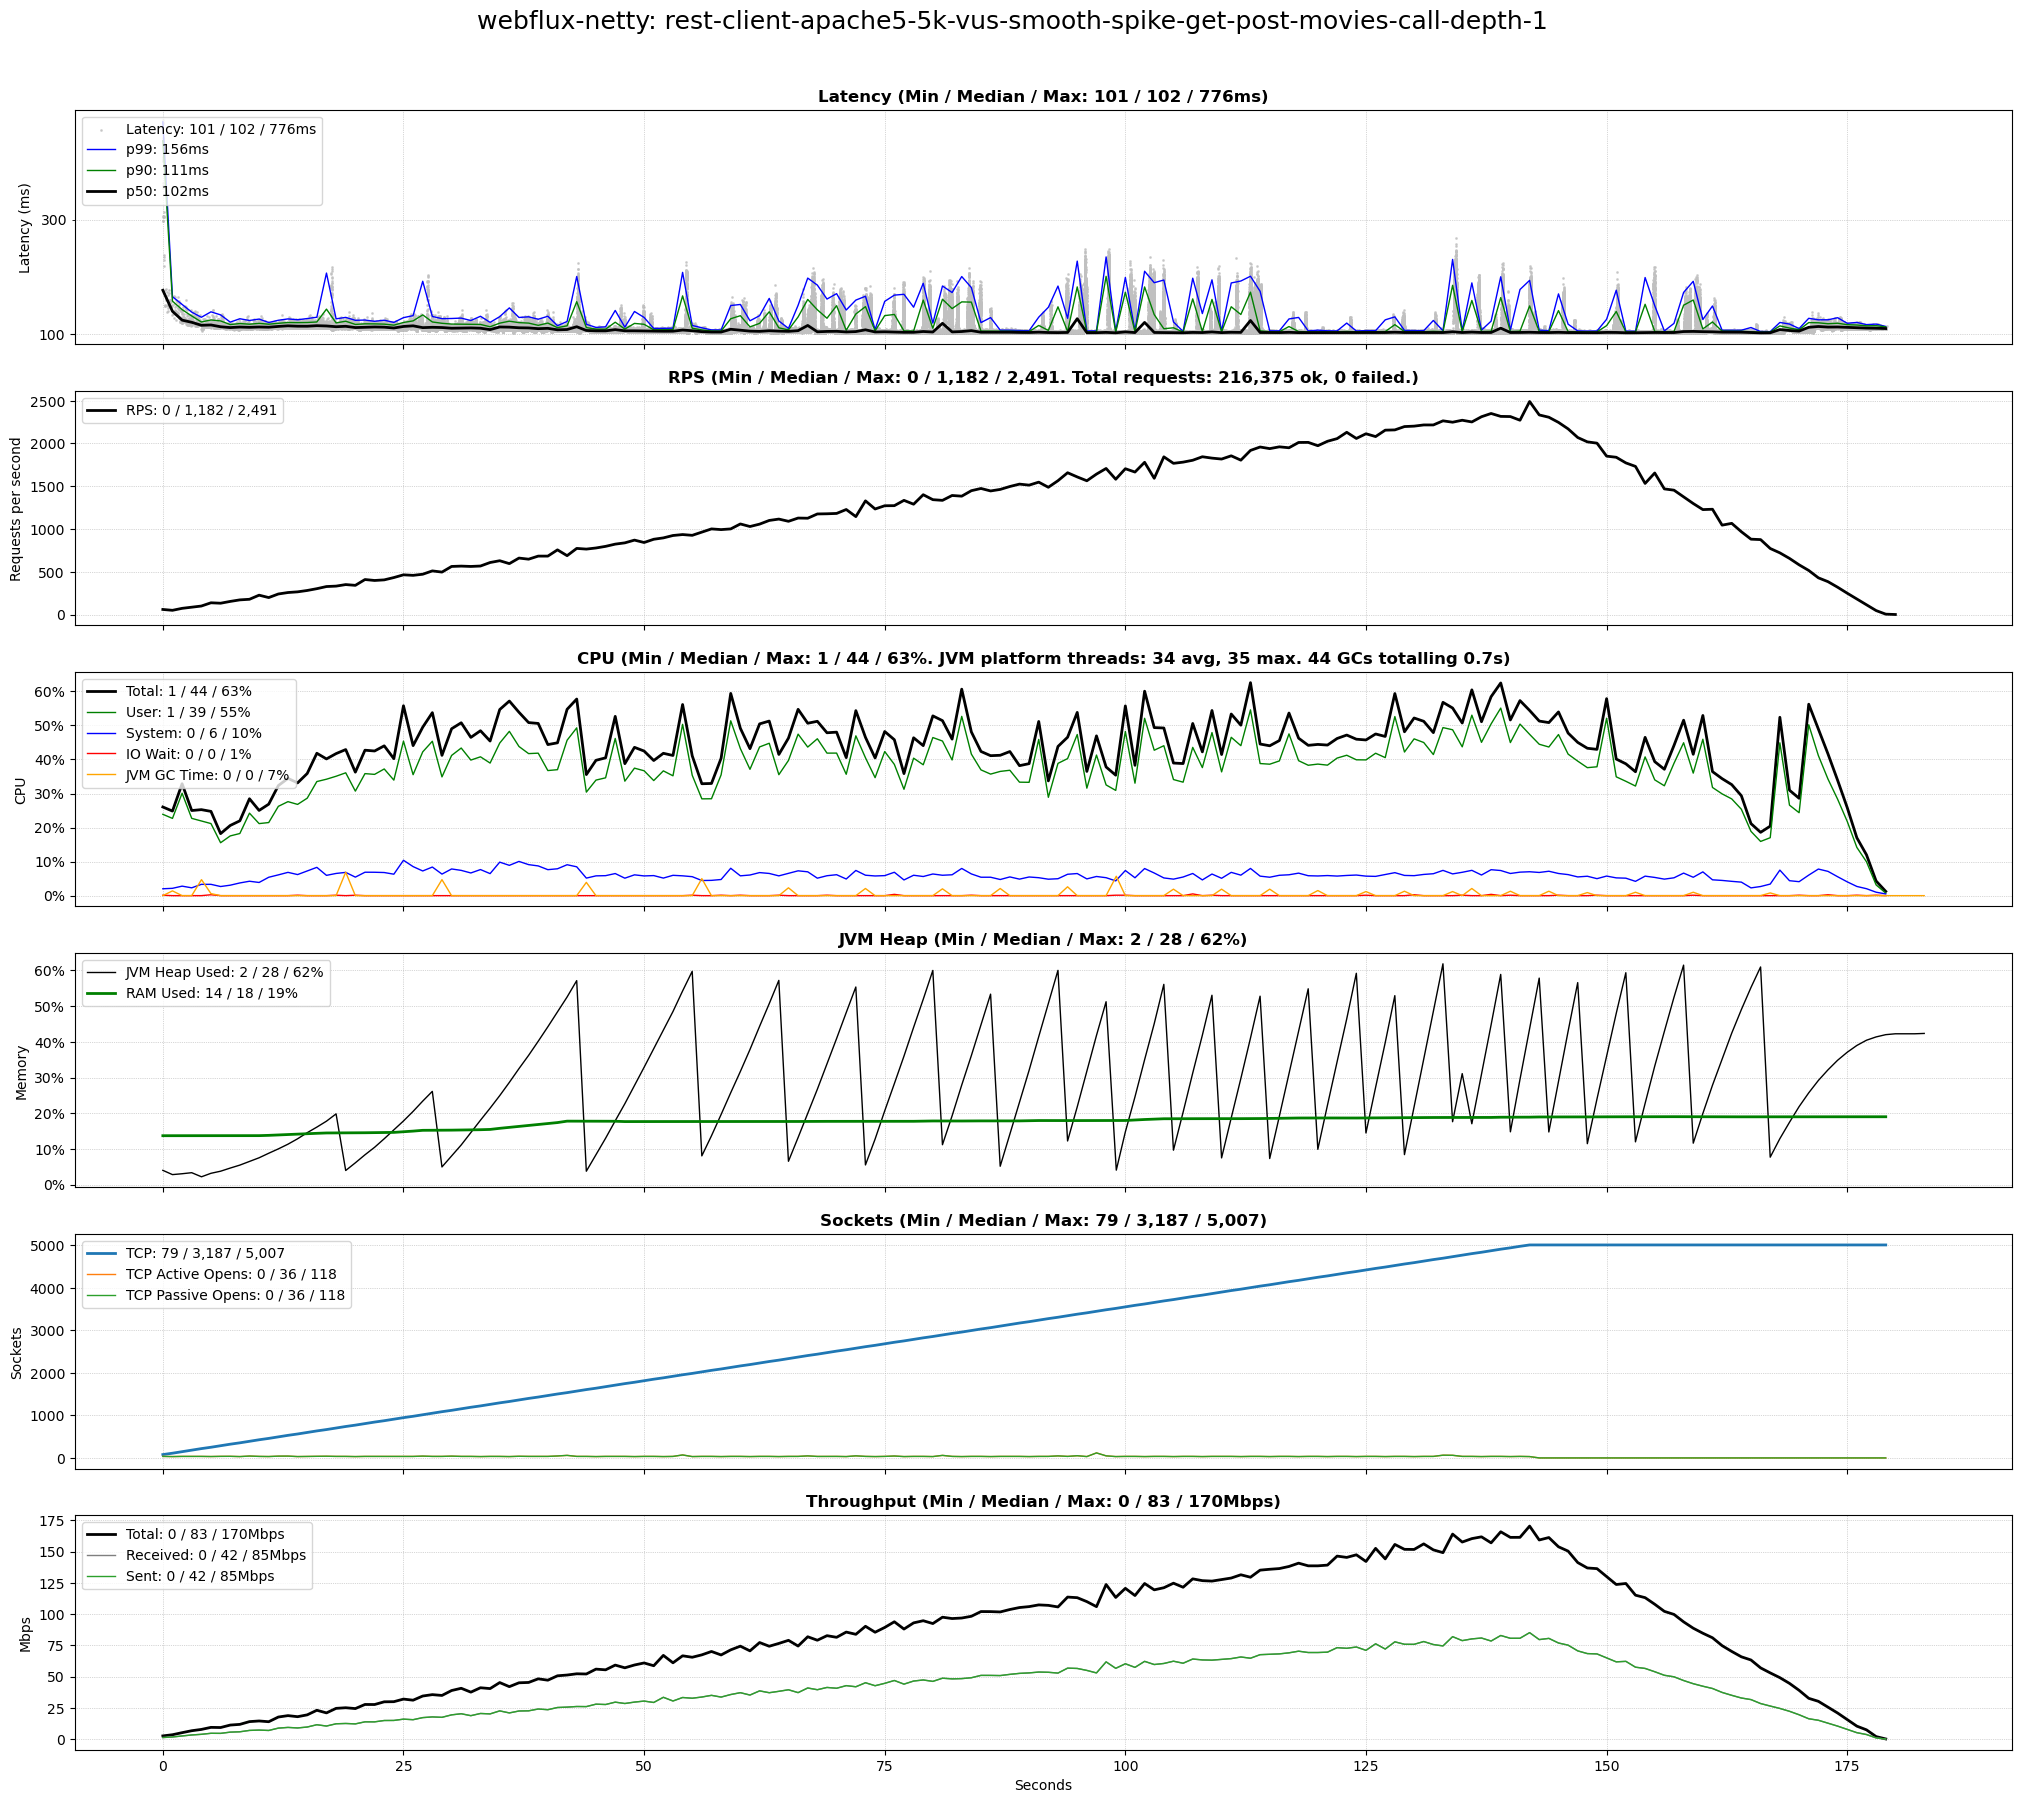 webflux-netty: rest-client-apache5-5k-vus-smooth-spike-get-post-movies-call-depth-1
Latency (Min / Median / Max: 101 / 102 / 776ms)
Latency: 101 / 102 / 776ms
p99: 156ms
p90: 111ms
p50: 102ms
Latency (ms)
300
100
RPS (Min / Median / Max: 0 / 1,182 / 2,491. Total requests: 216,375 ok, 0 failed.)
RPS: 0 / 1,182 / 2,491
Requests per second
2500
2000
1500
1000
500
0
CPU (Min / Median / Max: 1 / 44 / 63%. JVM platform threads: 34 avg, 35 max. 44 GCs totalling 0.7s)
Total: 1 / 44 / 63%
User: 1 / 39 / 55%
System: 0 / 6 / 10%
IO Wait: 0 / 0 / 1%
JVM GC Time: 0 / 0 / 7%
CPU
60%
50%
40%
30%
20%
10%
0%
JVM Heap (Min / Median / Max: 2 / 28 / 62%)
JVM Heap Used: 2 / 28 / 62%
RAM Used: 14 / 18 / 19%
Memory
60%
50%
40%
30%
20%
10%
0%
Sockets (Min / Median / Max: 79 / 3,187 / 5,007)
TCP: 79 / 3,187 / 5,007
TCP Active Opens: 0 / 36 / 118
TCP Passive Opens: 0 / 36 / 118
Sockets
5000
4000
3000
2000
1000
0
Throughput (Min / Median / Max: 0 / 83 / 170Mbps)
Total: 0 / 83 / 170Mbps
Received: 0 / 42 / 85Mbps
Sent: 0 / 42 / 85Mbps
Mbps
175
150
125
100
75
50
25
0
0 25 50 75 100 125 150 175
Seconds